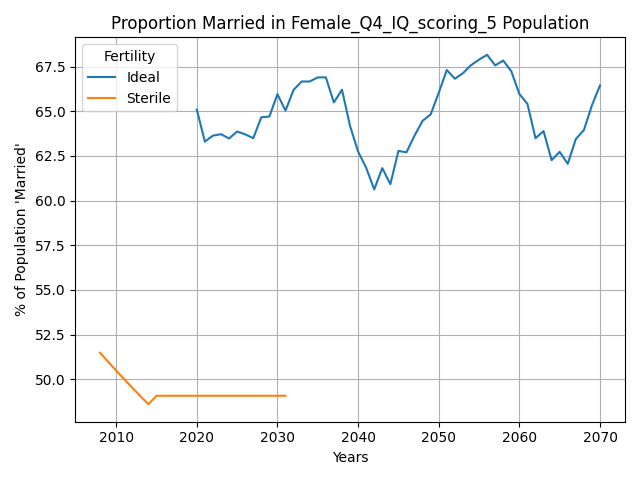 Proportion Married in Female_Q4_IQ_scoring_5 Population
Fertility
Ideal
Sterile
% of Population 'Married'
67.5
65.0
62.5
60.0
57.5
55.0
52.5
50.0
2010 2020 2030 2040 2050 2060 2070
Years